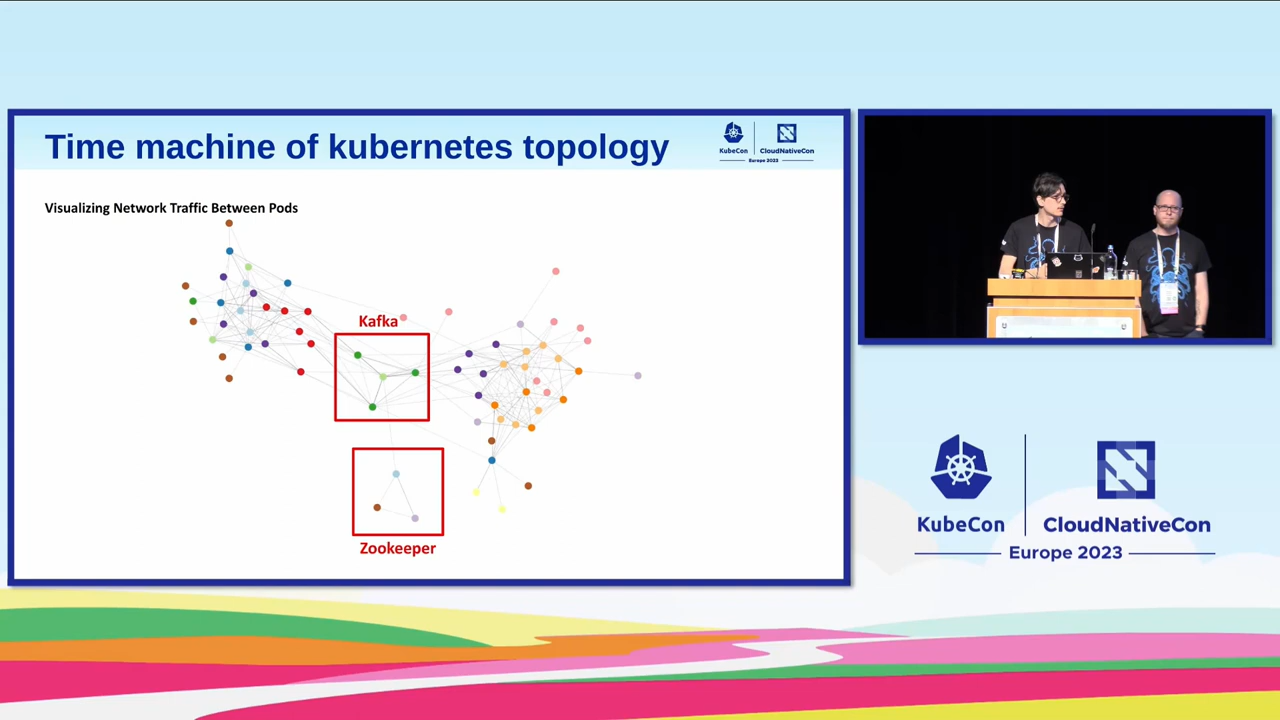 Time machine of kubernetes topology
KubeCon
CloudNativeCon
Europe 2023
Visualizing Network Traffic Between Pods
Kafka
Zookeeper
KubeCon
CloudNativeCon
Europe 2023